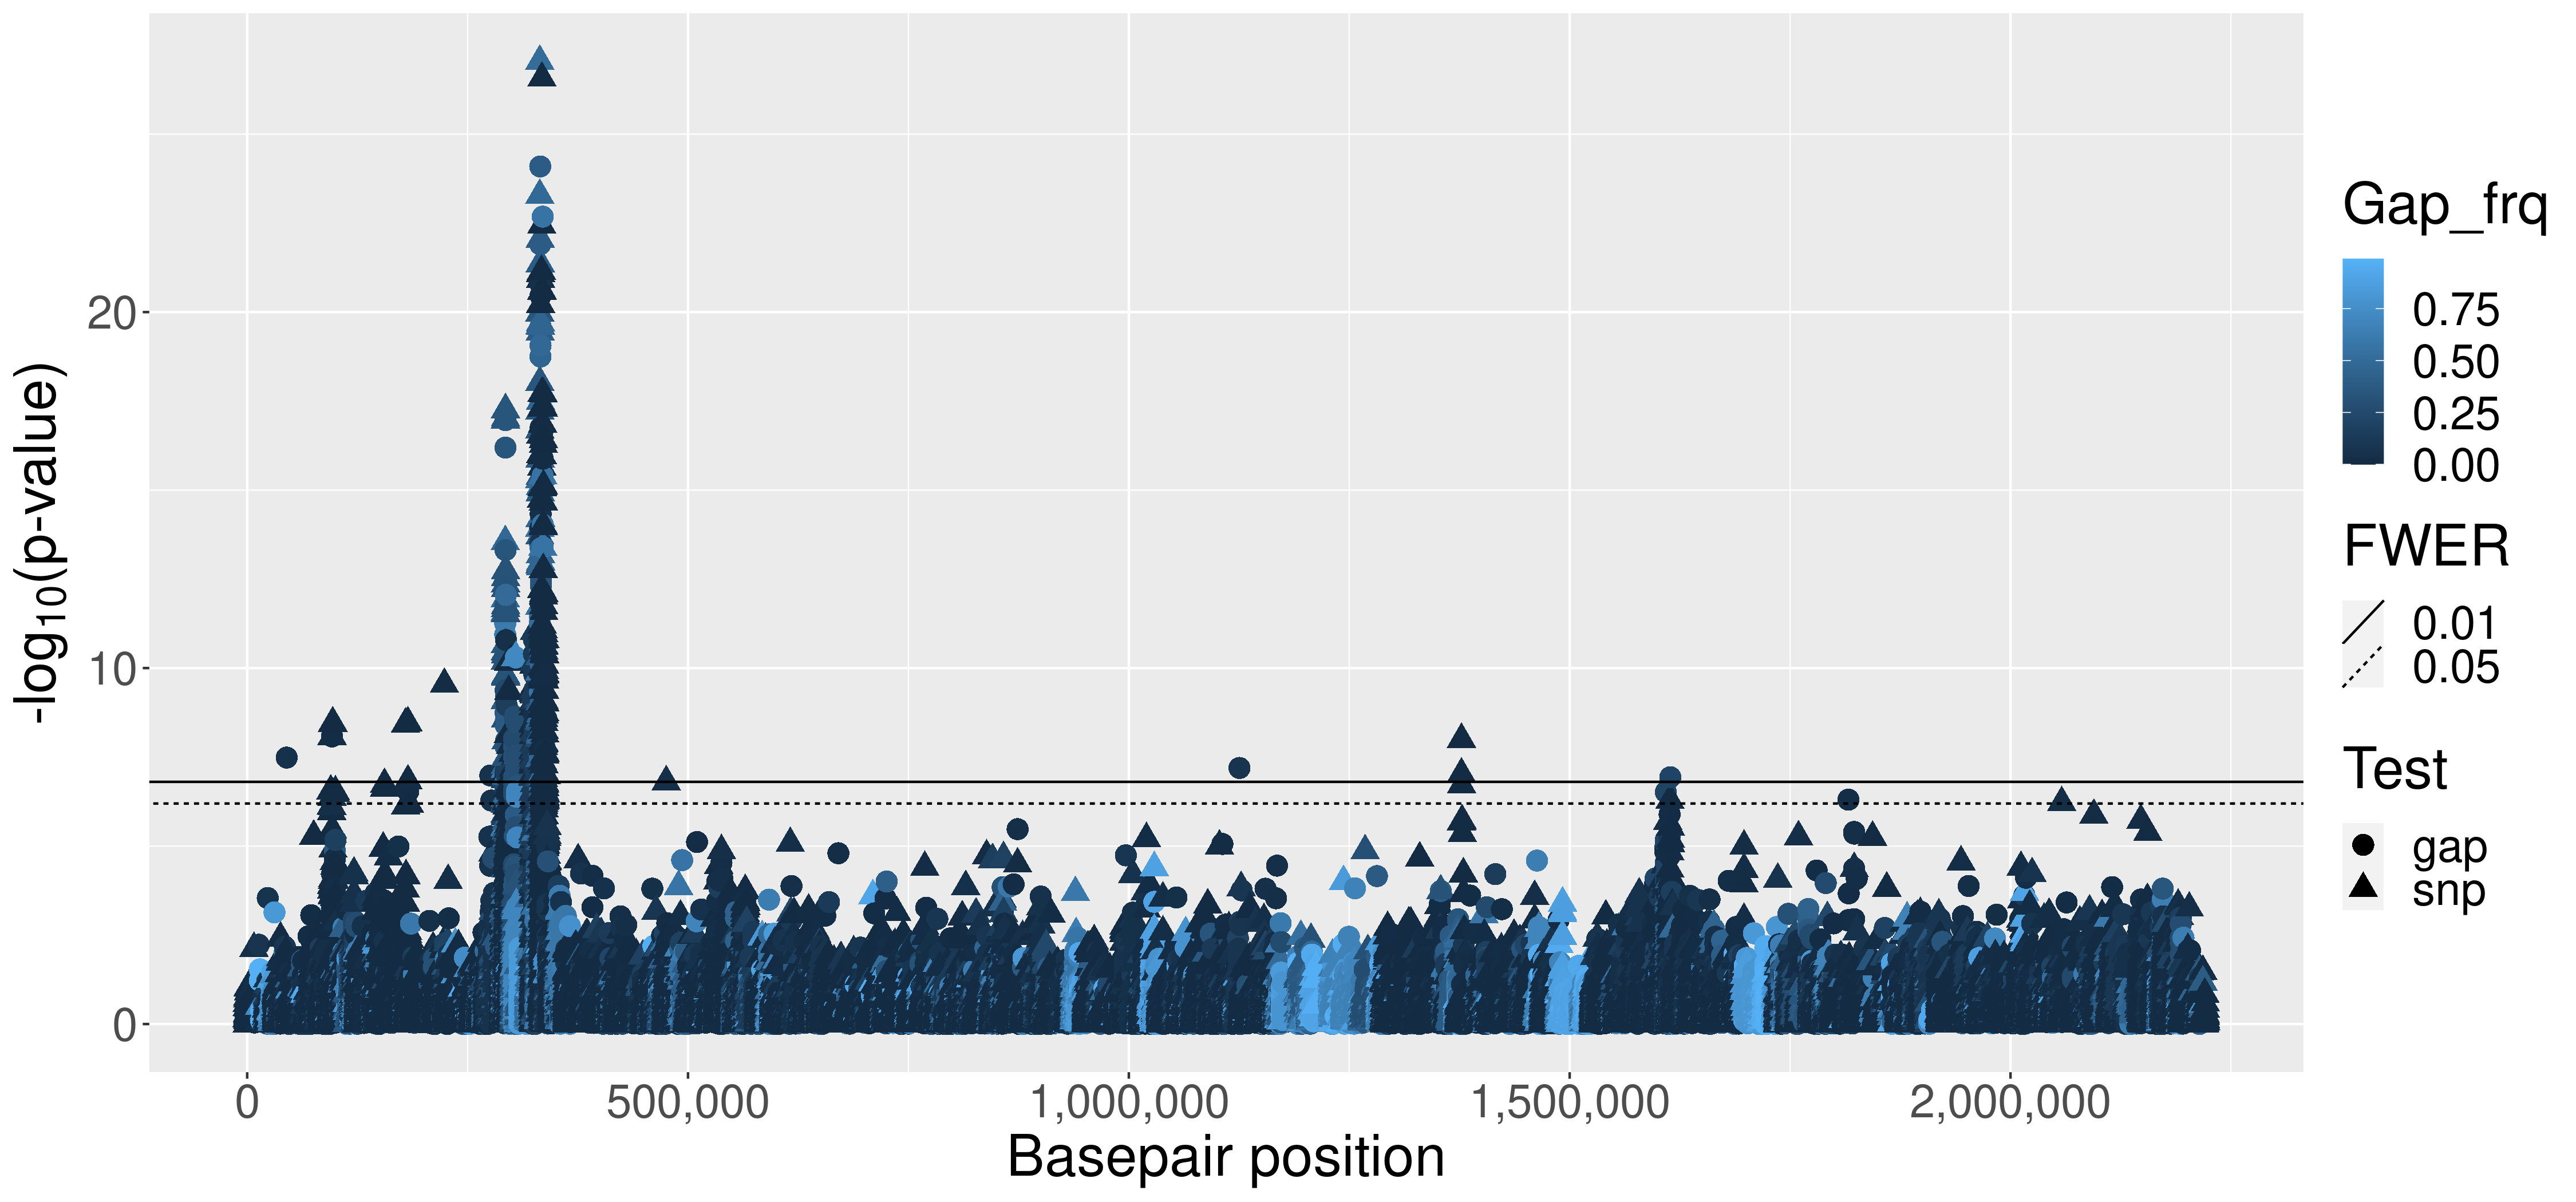 -log10(p-value)
20
10
0
0
500,000
1,000,000
1,500,000
2,000,000
Basepair position
Gap_frq
0.75
0.50
0.25
0.00
FWER
0.01
0.05
Test
gap
snp